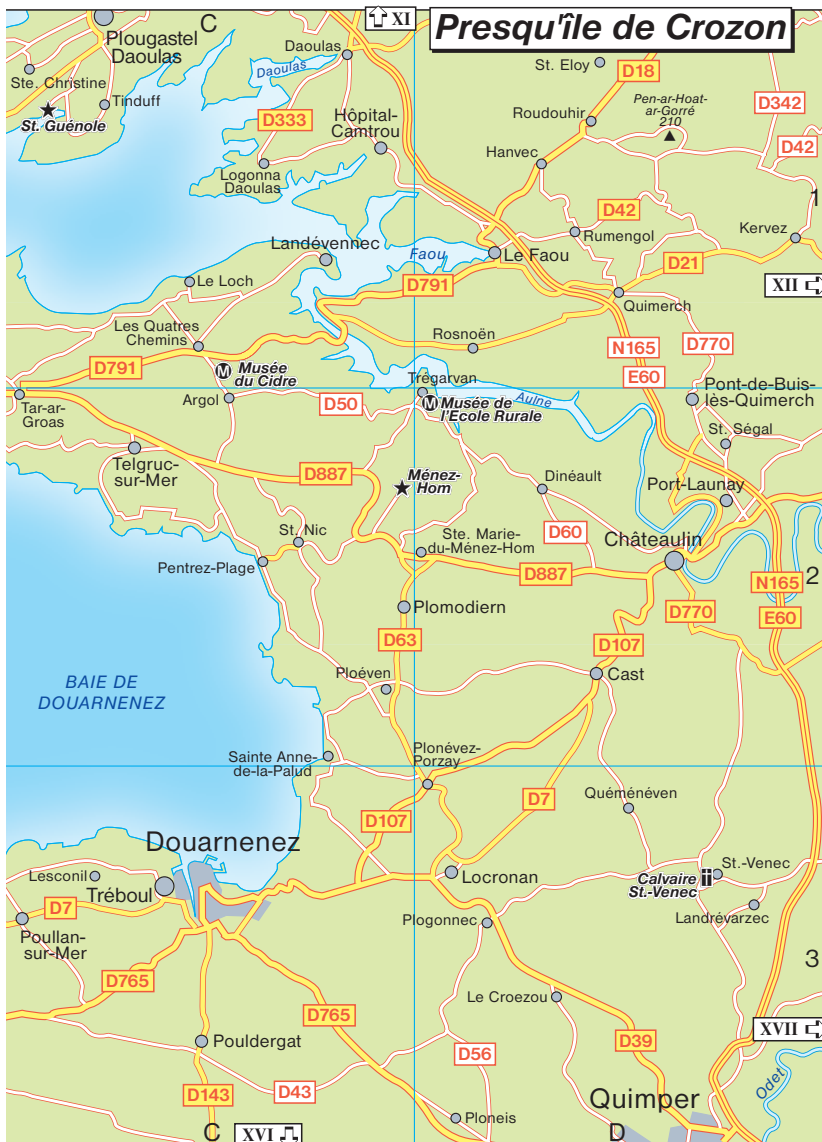 C
XI
Presqu'île de Crozon
Plougastel
Daoulas
Daoulas
St. Eloy
D18
Ste. Christine
Daoulas
Tinduff
Pen-ar-Hoat-
ar-Gorré
210
D342
St. Guénole
D333
Hôpital-
Camtrou
Roudouhir
D42
Hanvec
Logonna
Daoulas
1
D42
Landévennec
Faou
Rumengol
Kervez
Le Faou
D21
Le Loch
D791
XII
Quimerch
Les Quatres
Chemins
Rosnoën
N165
D770
D791
Musée
du Cidre
M
E60
Trégarvan
Tar-ar-
Groas
Argol
D50
M
Musée de
l'Ecole Rurale
Aulne
Pont-de-Buis-
lès-Quimerch
St. Ségal
Telgruc-
sur-Mer
D887
Ménez-
Hom
Dinéault
Port-Launay
St. Nic
Ste. Marie-
du-Ménez-Hom
D60
Châteaulin
Pentrez-Plage
D887
N165
2
Plomodiern
D770
E60
D63
D107
Ploéven
Cast
BAIE DE
DOUARNENEZ
Sainte Anne-
de-la-Palud
Plonévez-
Porzay
D7
Quéménéven
D107
Douarnenez
Lesconil
Tréboul
Locronan
Calvaire
St.-Venec
St.-Venec
D7
Plogonnec
Landrévarzec
Poullan-
sur-Mer
3
D765
Le Croezou
D765
XVII
Pouldergat
D39
D56
Odet
D43
D143
Quimper
Ploneis
C
XVI
D